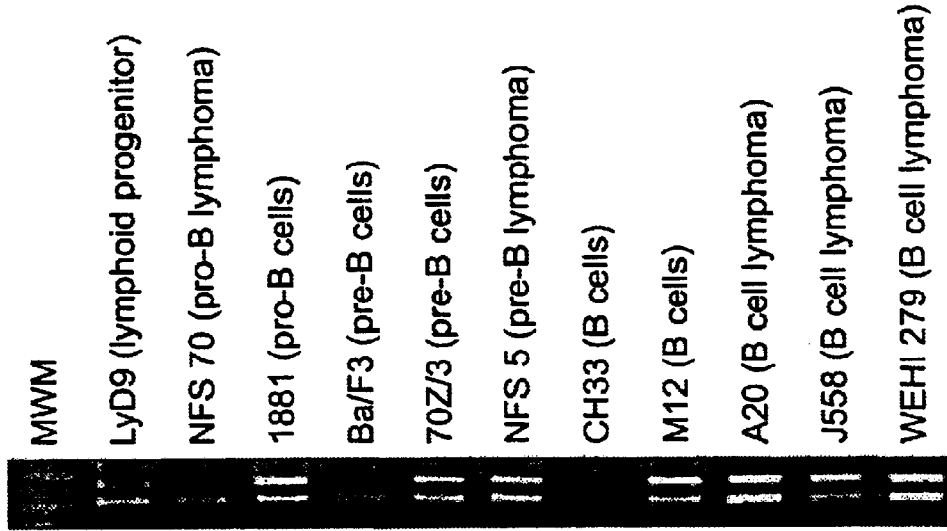 MWM
LyD9 (lymphoid progenitor)
NFS 70 (pro-B lymphoma)
1881 (pro-B cells)
Ba/F3 (pre-B cells)
70Z/3 (pre-B cells)
NFS 5 (pre-B lymphoma)
CH33 (B cells)
M12 (B cells)
A20 (B cell lymphoma)
J558 (B cell lymphoma)
WEHI 279 (B cell lymphoma)